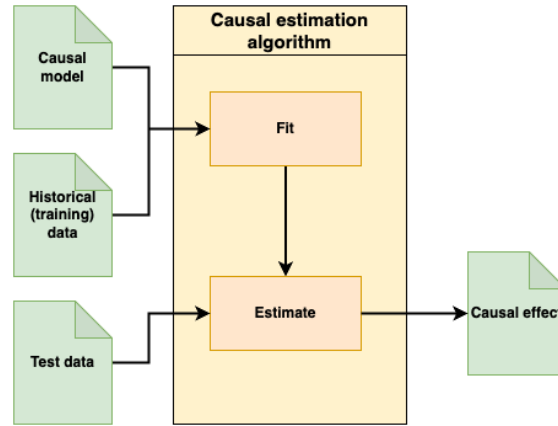 Causal estimation
algorithm
Causal
model
Fit
Historical
(training)
data
Estimate
Causal effect
Test data